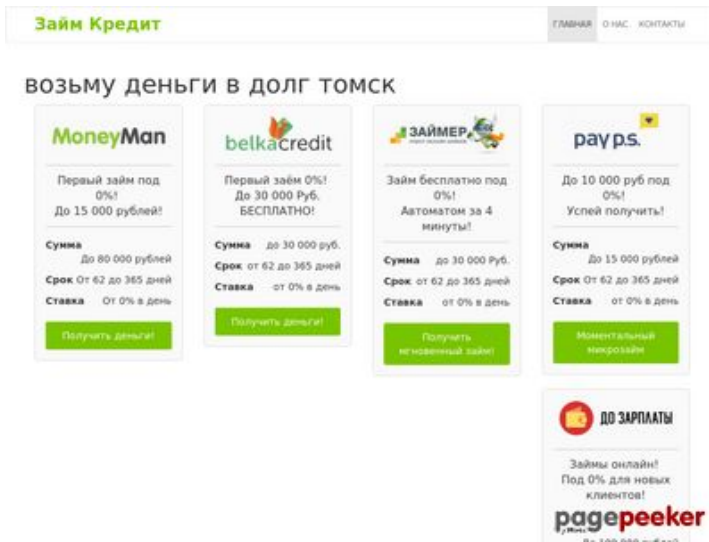 Займ Кредит
ГЛАВНАЯ О НАС КОНТАКТЫ
возьму деньги в долг томск
MoneyMan
Первый займ под
0%!
До 15 000 рублей!
Сумма
До 80 000 рублей
Срок От 62 до 365 дней
Ставка От 0% в день
Получить деньги!
belkacredit
Первый заём 0%!
До 30 000 Руб.
БЕСПЛАТНО!
Сумма до 30 000 руб.
Срок от 62 до 365 дней
Ставка от 0% в день
Получить деньги!
ЗАЙМЕР
Займ бесплатно под
0%!
Автоматом за 4
минуты!
Сумма до 30 000 Руб.
Срок от 62 до 365 дней
Ставка от 0% в день
Получить
мгновенный займ!
pay p.s.
До 10 000 руб под
0%!
Успей получить!
Сумма
До 15 000 рублей
Срок От 62 до 365 дней
Ставка От 0% в день
Моментальный
микрозайм
ДО ЗАРПЛАТЫ
Займы онлайн!
Под 0% для новых
клиентов!
pagepeeker
До 100 000 рублей